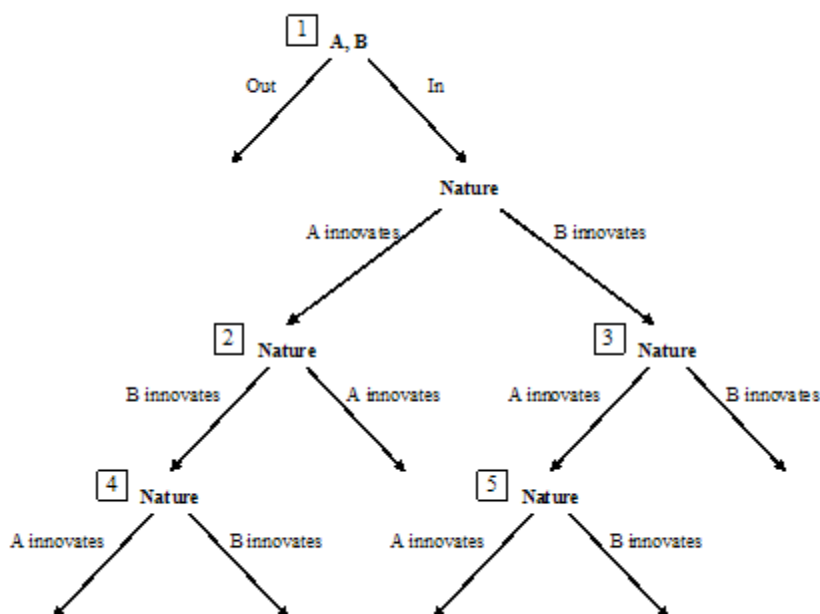 1 A, B
Out In
Nature
A innovates B innovates
2 Nature 3 Nature
B innovates A innovates A innovates B innovates
4 Nature 5 Nature
A innovates B innovates A innovates B innovates